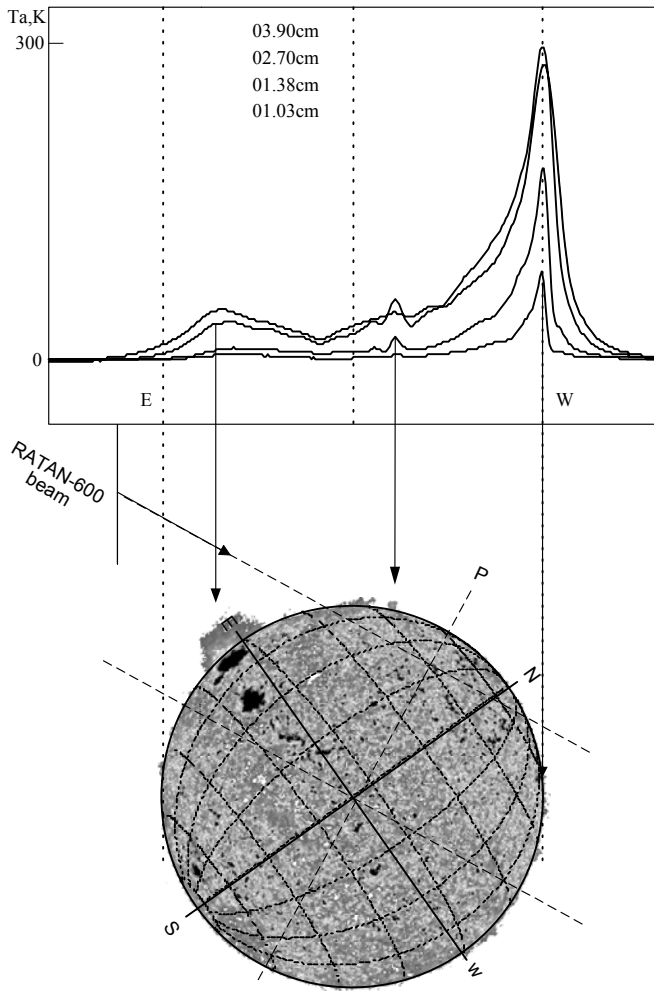 Ta,K
300
03.90cm
02.70cm
01.38cm
01.03cm
0
E
W
RATAN-600
beam
P
E
N
S
w